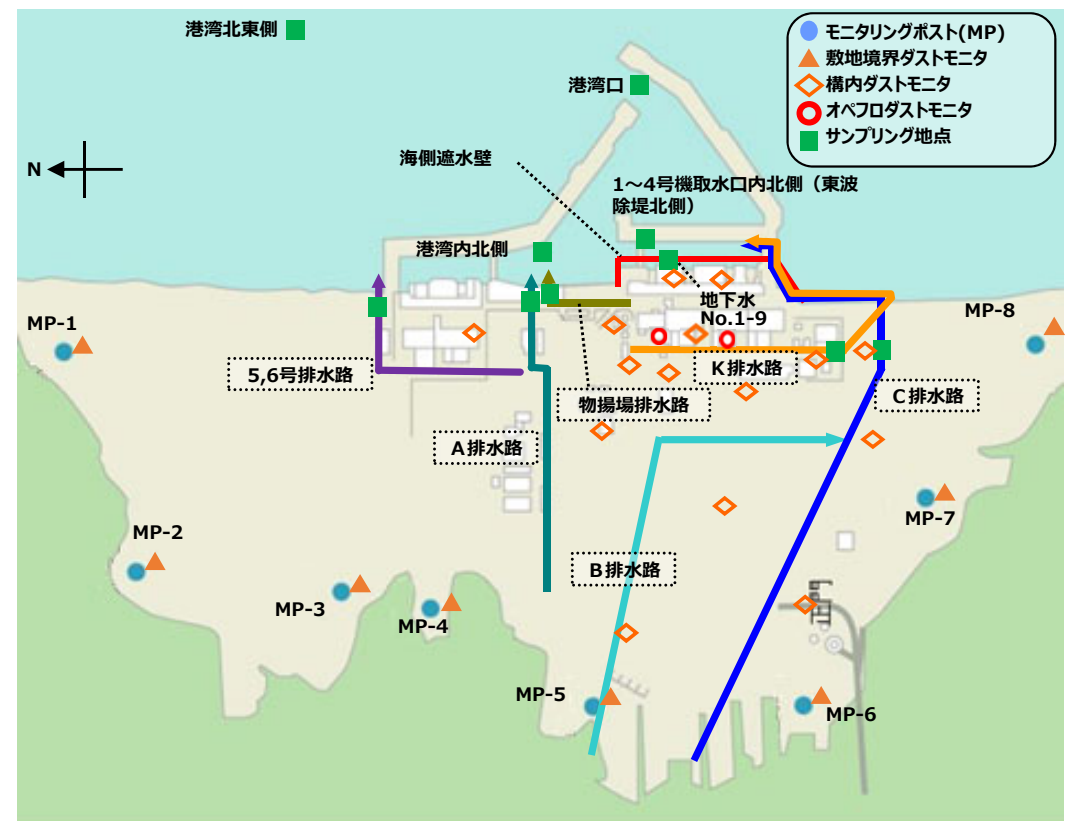 港湾北東側
モニタリングポスト(MP)
敷地境界ダストモニタ
構内ダストモニタ
オペフロダストモニタ
サンプリング地点
港湾口
海側遮水壁
N
1～4号機取水口内北側（東波
除堤北側）
港湾内北側
地下水
No.1-9
MP-8
MP-1
5,6号排水路
K排水路
物揚場排水路
C排水路
A排水路
MP-7
MP-2
B排水路
MP-3
MP-4
MP-5
MP-6